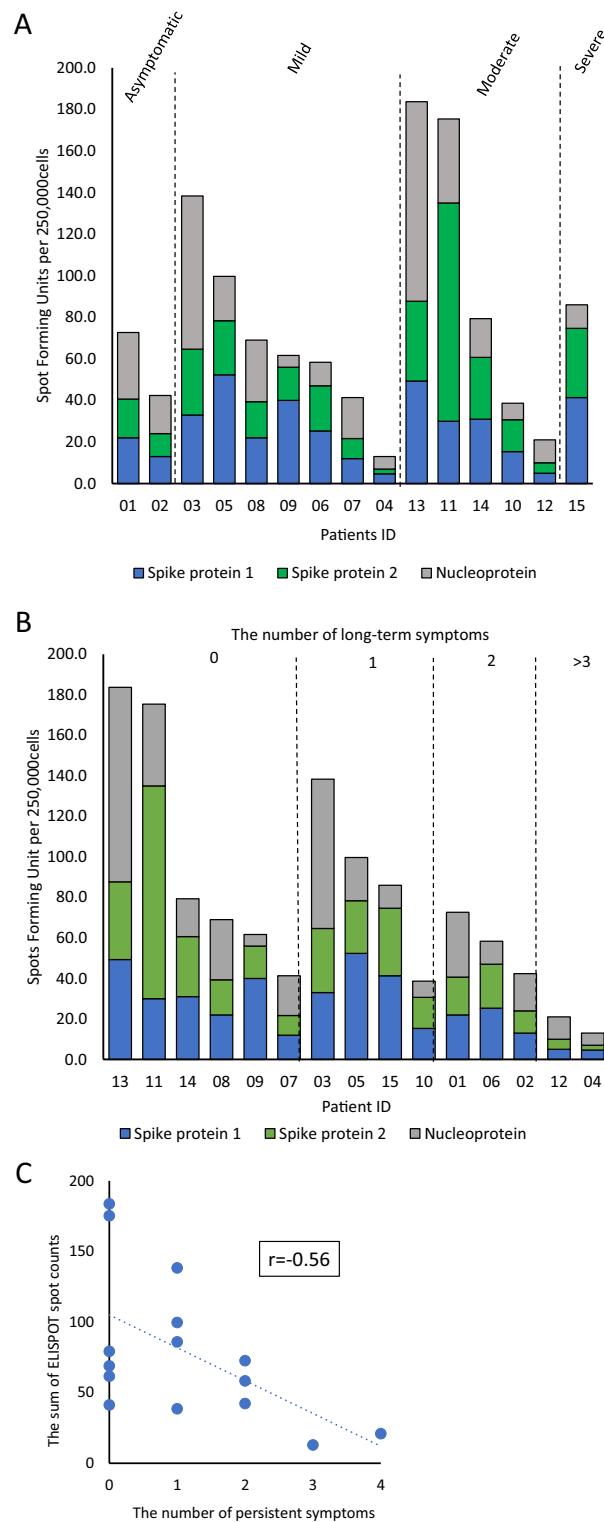 A
Asymptomatic
Mild
Moderate
Severe
200.0
180.0
160.0
140.0
120.0
100.0
80.0
60.0
40.0
20.0
0.0
Spot Forming Units per 250,000cells
01 02 03 05 08 09 06 07 04 13 11 14 10 12 15
Patients ID
Spike protein 1 Spike protein 2 Nucleoprotein
B
The number of long-term symptoms
0 1 2 >3
200.0
180.0
160.0
140.0
120.0
100.0
80.0
60.0
40.0
20.0
0.0
Spots Forming Unit per 250,000cells
13 11 14 08 09 07 03 05 15 10 01 06 02 12 04
Patient ID
Spike protein 1 Spike protein 2 Nucleoprotein
C
200
150
100
50
0
The sum of ELISPOT spot counts
r=-0.56
0 1 2 3 4
The number of persistent symptoms